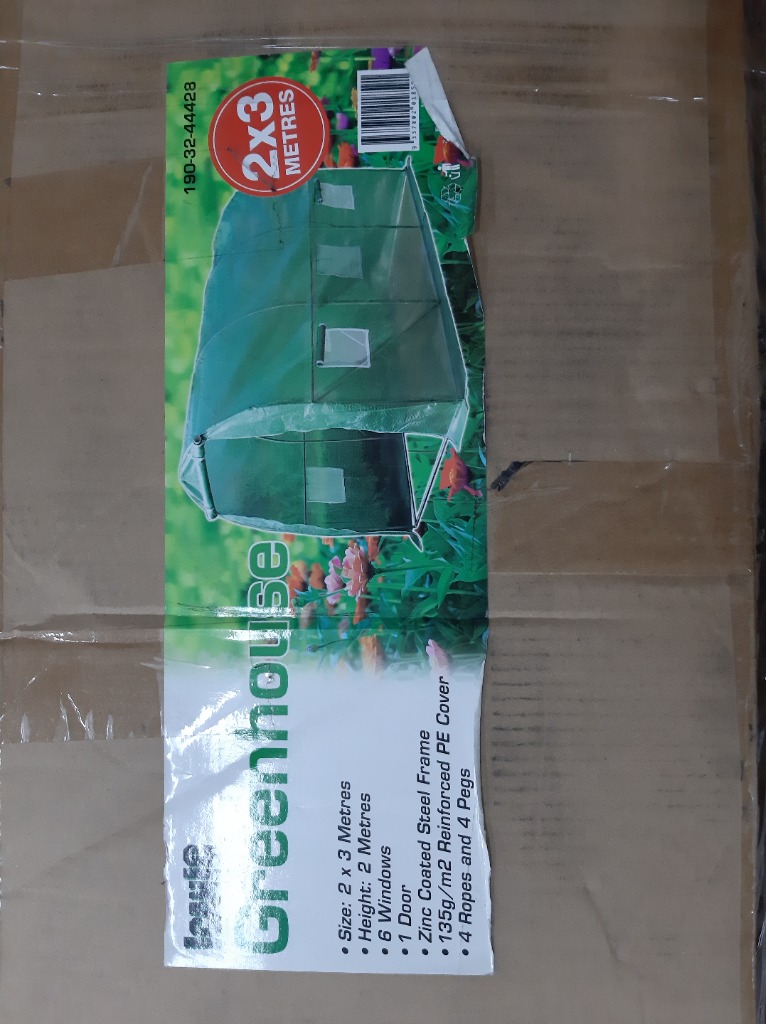 Greenhouse
• Size: 2 x 3 Metres
• Height: 2 Metres
• 6 Windows
• 1 Door
• Zinc Coated Steel Frame
• 135g/m2 Reinforced PE Cover
• 4 Ropes and 4 Pegs
190-32-44428
2x3
METRES